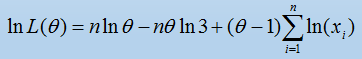 ln L(θ) = n ln θ − nθ ln 3 + (θ − 1) ∑_{i=1}^{n} ln(x_i)